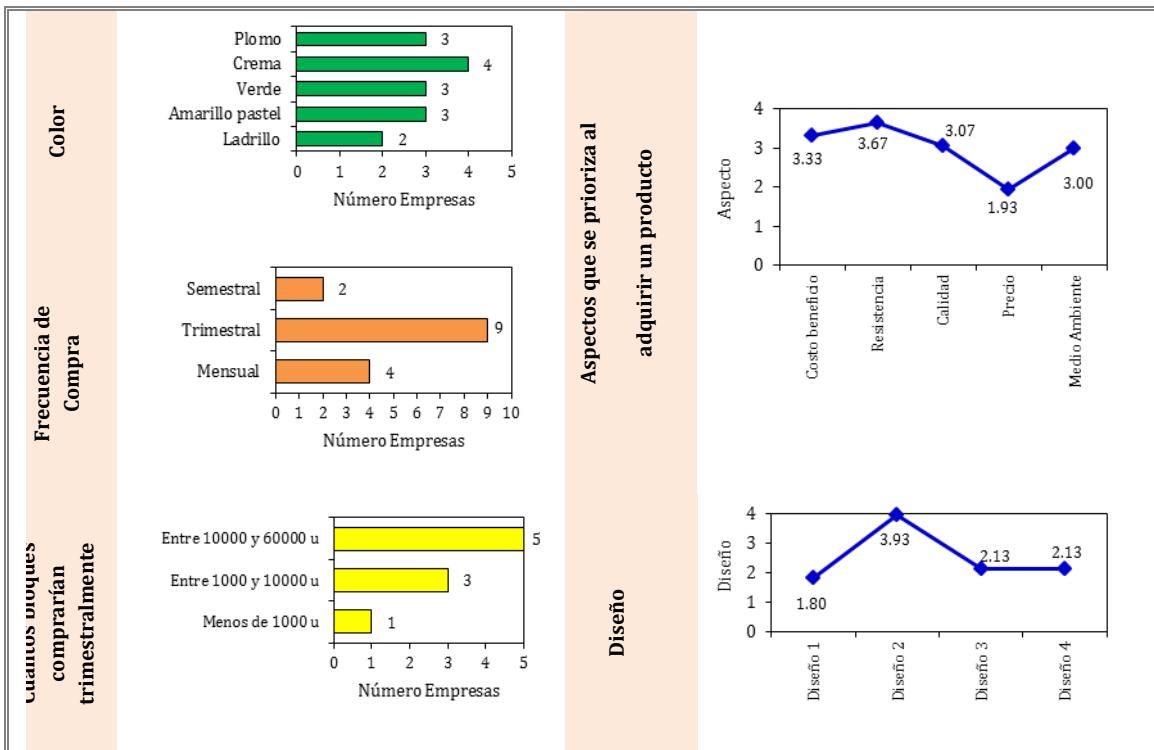 Color
Plomo
Crema
Verde
Amarillo pastel
Ladrillo
3
4
3
3
2
0 1 2 3 4 5
Número Empresas
Frecuencia de
Compra
Semestral
Trimestral
Mensual
2
9
4
0 1 2 3 4 5 6 7 8 9 10
Número Empresas
Cuántos bloques
comprarían
trimestralmente
Entre 10000 y 60000 u
Entre 1000 y 10000 u
Menos de 1000 u
5
3
1
0 1 2 3 4 5
Número Empresas
Aspectos que se prioriza al
adquirir un producto
Aspecto
4
3
2
1
0
3.33
3.67
3.07
1.93
3.00
Costo beneficio
Resistencia
Calidad
Precio
Medio Ambiente
Diseño
Diseño
4
3
2
1
0
1.80
3.93
2.13
2.13
Diseño 1
Diseño 2
Diseño 3
Diseño 4